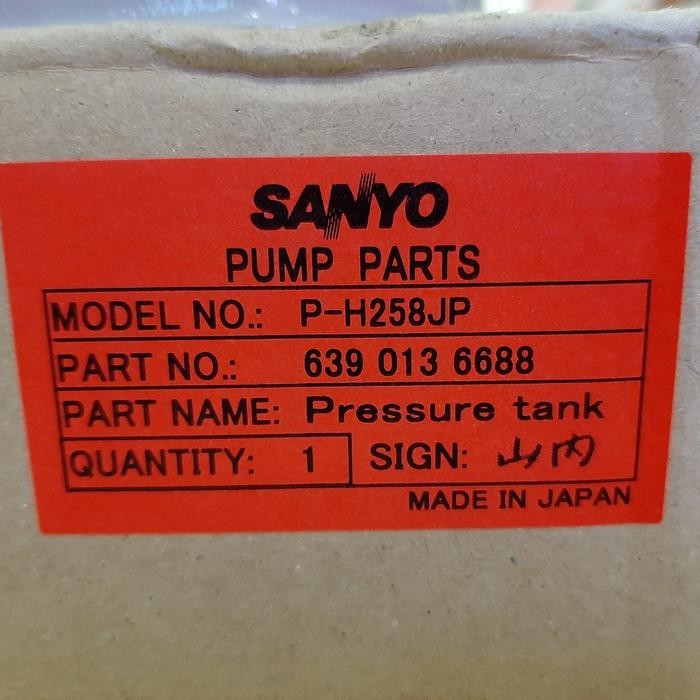 SANYO
PUMP PARTS
MODEL NO.: P-H258JP
PART NO.: 639 013 6688
PART NAME: Pressure tank
QUANTITY: 1 SIGN: 山内
MADE IN JAPAN